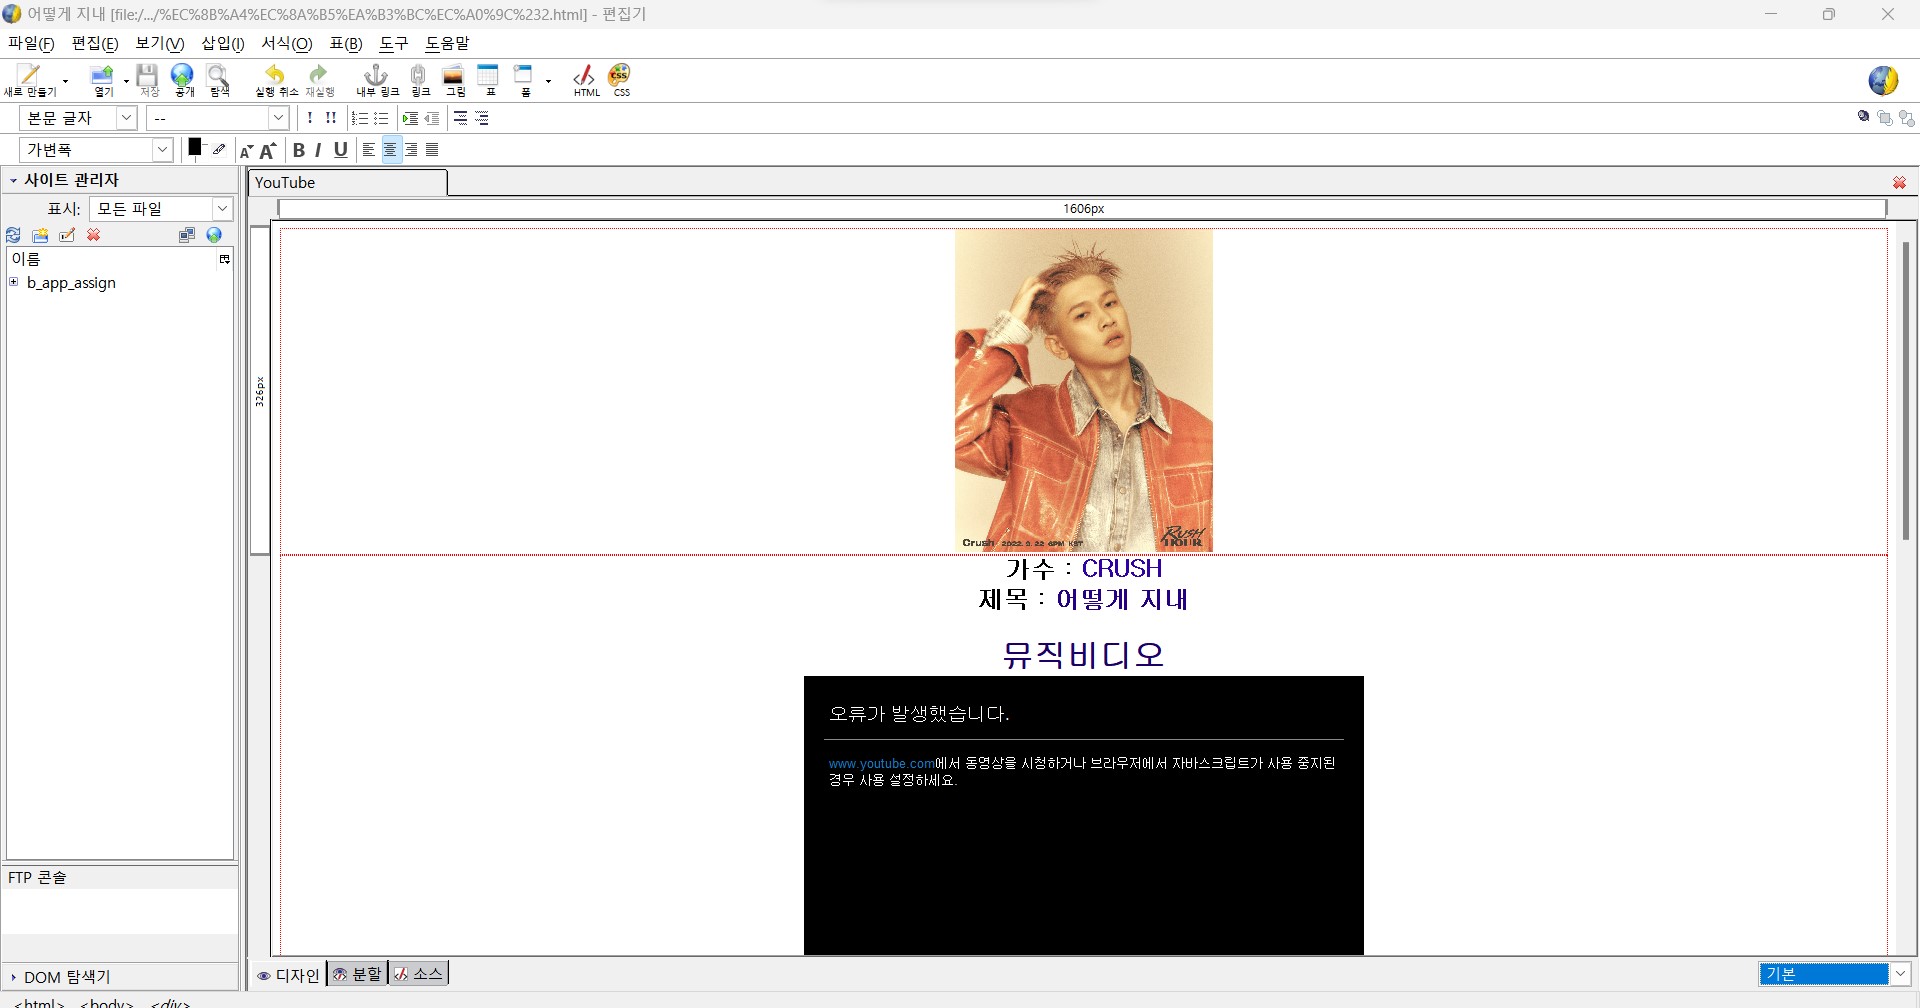 어떻게 지내 [file:/.../%EC%8B%A4%EC%8A%B5%EA%B3%BC%EC%A0%9C%232.html] - 편집기
파일(F) 편집(E) 보기(V) 삽입(I) 서식(O) 표(B) 도구 도움말
새로 만들기 열기 저장 공개 탐색 실행 취소 재실행 내부 링크 링크 그림 표 폼 HTML CSS
본문 글자 -- ! !!
가변폭 A A B I U
사이트 관리자
YouTube
표시: 모든 파일
1606px
이름
b_app_assign
326px
Crush 2022. 9. 22 6PM KST
RUSH HOUR
가수 : CRUSH
제목 : 어떻게 지내
뮤직비디오
오류가 발생했습니다.
www.youtube.com에서 동영상을 시청하거나 브라우저에서 자바스크립트가 사용 중지된
경우 사용 설정하세요.
FTP 콘솔
DOM 탐색기
디자인 분할 소스
기본
<html> <body> <div>